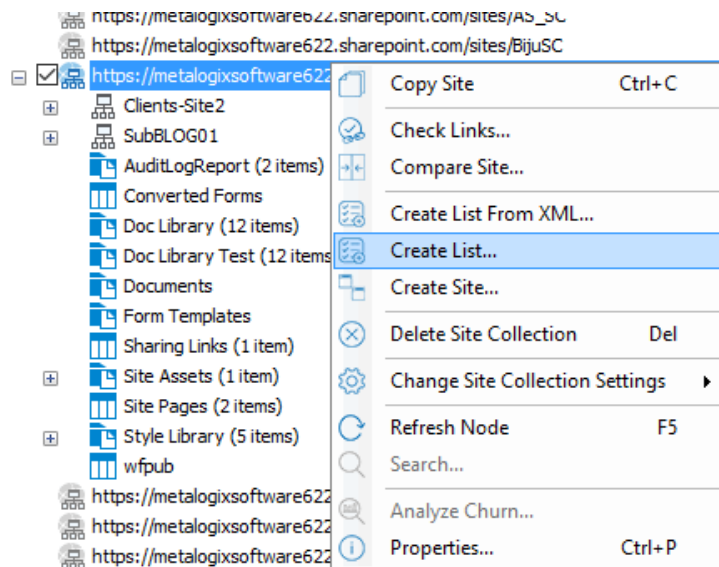 https://metalogixsoftware622.sharepoint.com/sites/AS_SC
https://metalogixsoftware622.sharepoint.com/sites/BijuSC
https://metalogixsoftware622
Clients-Site2
SubBLOG01
AuditLogReport (2 items)
Converted Forms
Doc Library (12 items)
Doc Library Test (12 items
Documents
Form Templates
Sharing Links (1 item)
Site Assets (1 item)
Site Pages (2 items)
Style Library (5 items)
wfpub
https://metalogixsoftware622
https://metalogixsoftware622
https://metalogixsoftware622
Copy Site Ctrl+C
Check Links...
Compare Site...
Create List From XML...
Create List...
Create Site...
Delete Site Collection Del
Change Site Collection Settings
Refresh Node F5
Search...
Analyze Churn...
Properties... Ctrl+P